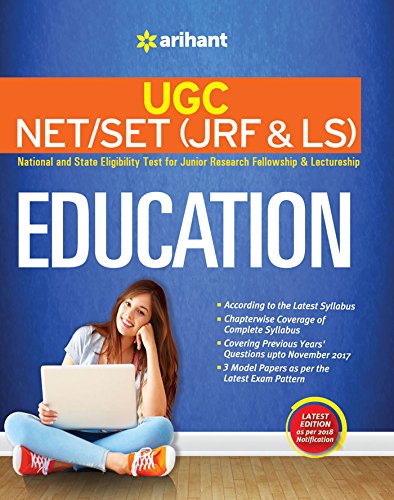 arihant
UGC
NET/SET (JRF & LS)
National and State Eligibility Test for Junior Research Fellowship & Lectureship
EDUCATION
According to the Latest Syllabus
Chapterwise Coverage of
Complete Syllabus
Covering Previous Years'
Questions upto November 2017
3 Model Papers as per the
Latest Exam Pattern
LATEST
EDITION
as per 2018
Notification